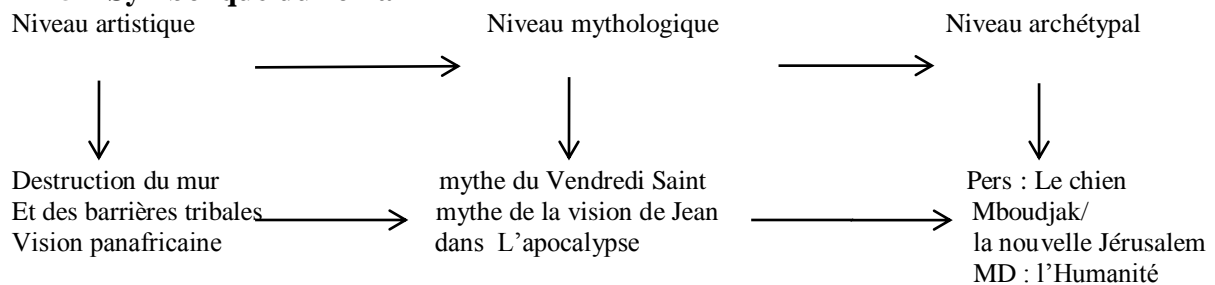 Niveau artistique Niveau mythologique Niveau archétypal
Destruction du mur mythe du Vendredi Saint Pers : Le chien
Et des barrières tribales mythe de la vision de Jean Mboudjak/
Vision panafricaine dans L’apocalypse la nouvelle Jérusalem
MD : l’Humanité